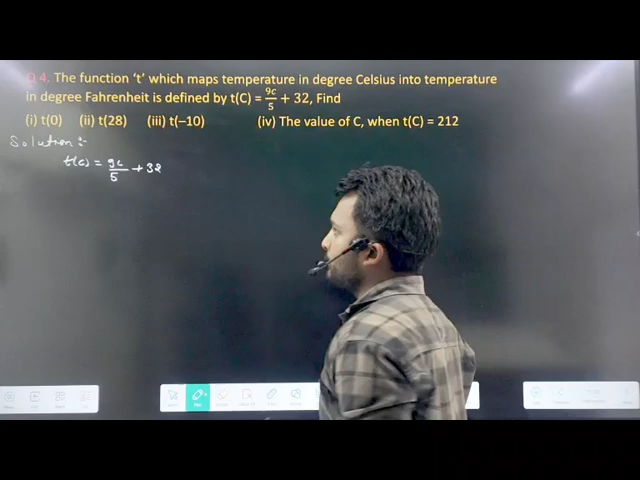 Q.4. The function ‘t’ which maps temperature in degree Celsius into temperature
in degree Fahrenheit is defined by t(C) = 9c/5 + 32, Find
(i) t(0) (ii) t(28) (iii) t(–10) (iv) The value of C, when t(C) = 212
Solution :-
t(c) = 9c/5 + 32